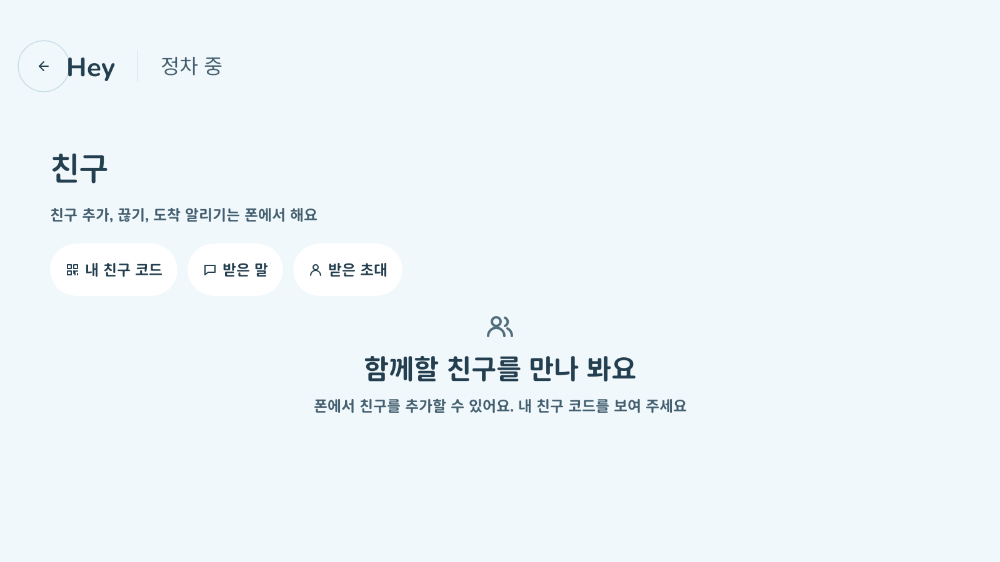 Hey
정차 중
친구
친구 추가, 끊기, 도착 알리기는 폰에서 해요
내 친구 코드
받은 말
받은 초대
함께할 친구를 만나 봐요
폰에서 친구를 추가할 수 있어요. 내 친구 코드를 보여 주세요